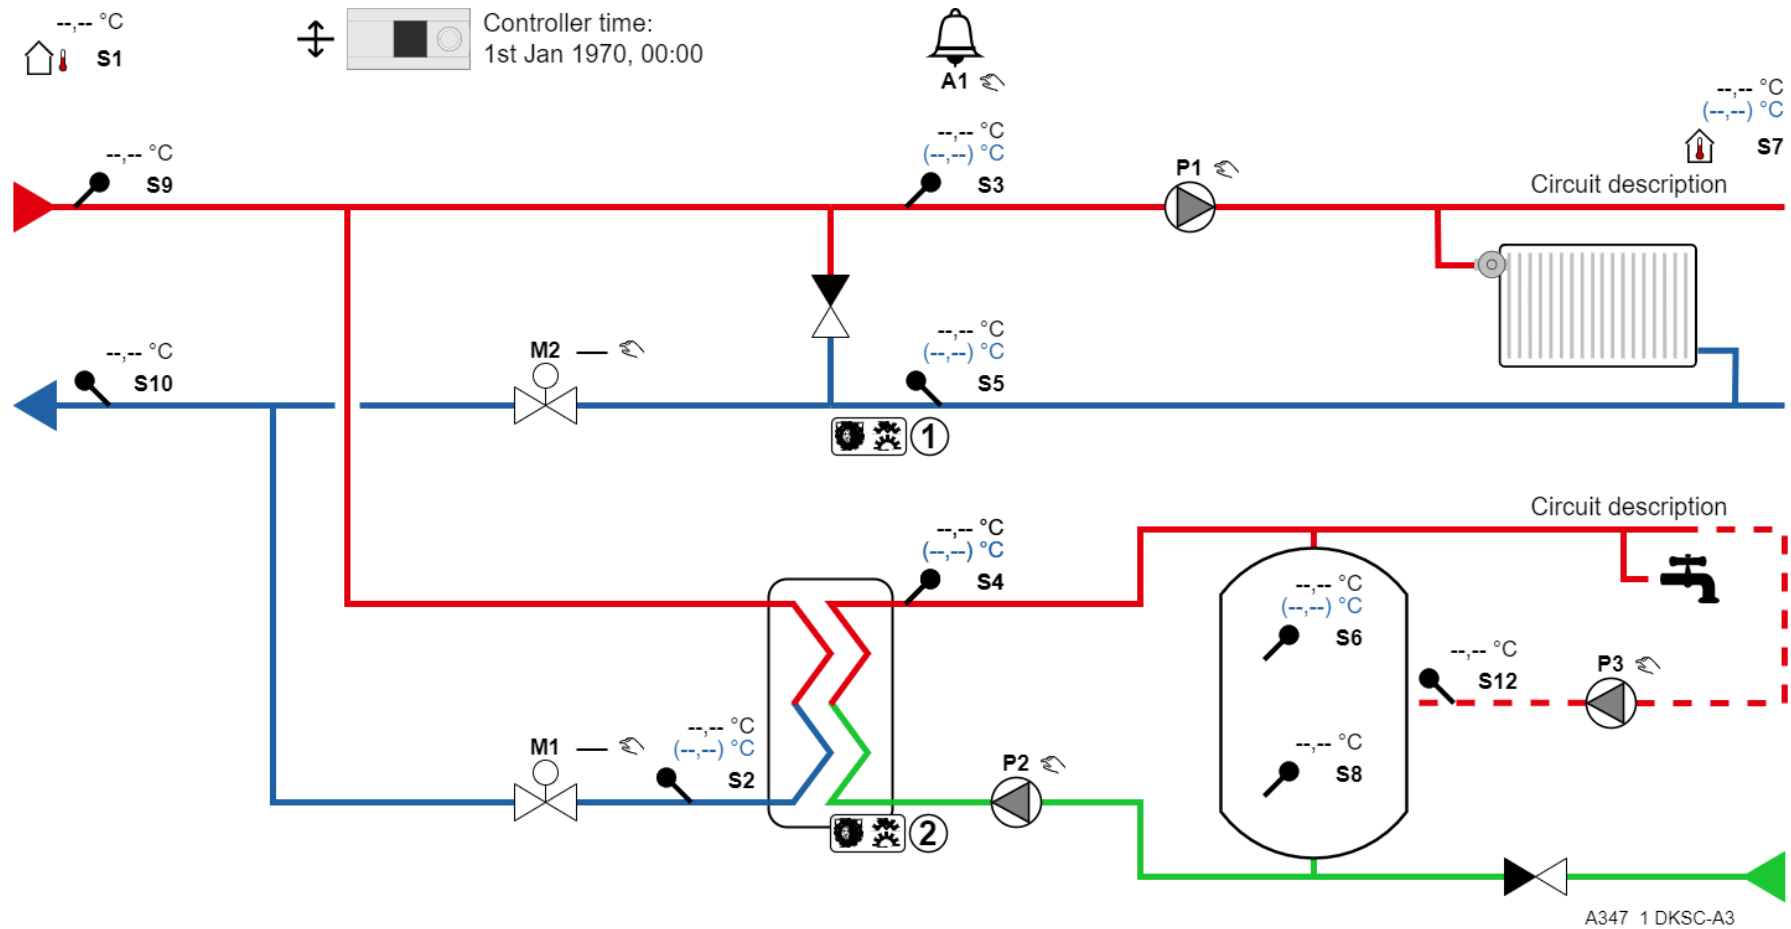 --,-- °C
S1
Controller time:
1st Jan 1970, 00:00
A1
--,-- °C
(--,--) °C
S7
--,-- °C
S9
--,-- °C
(--,--) °C
S3
P1
Circuit description
--,-- °C
S10
M2
--,-- °C
(--,--) °C
S5
1
Circuit description
--,-- °C
(--,--) °C
S4
--,-- °C
(--,--) °C
S6
--,-- °C
S12
P3
--,-- °C
(--,--) °C
S2
M1
P2
--,-- °C
S8
2
A347 1 DKSC-A3